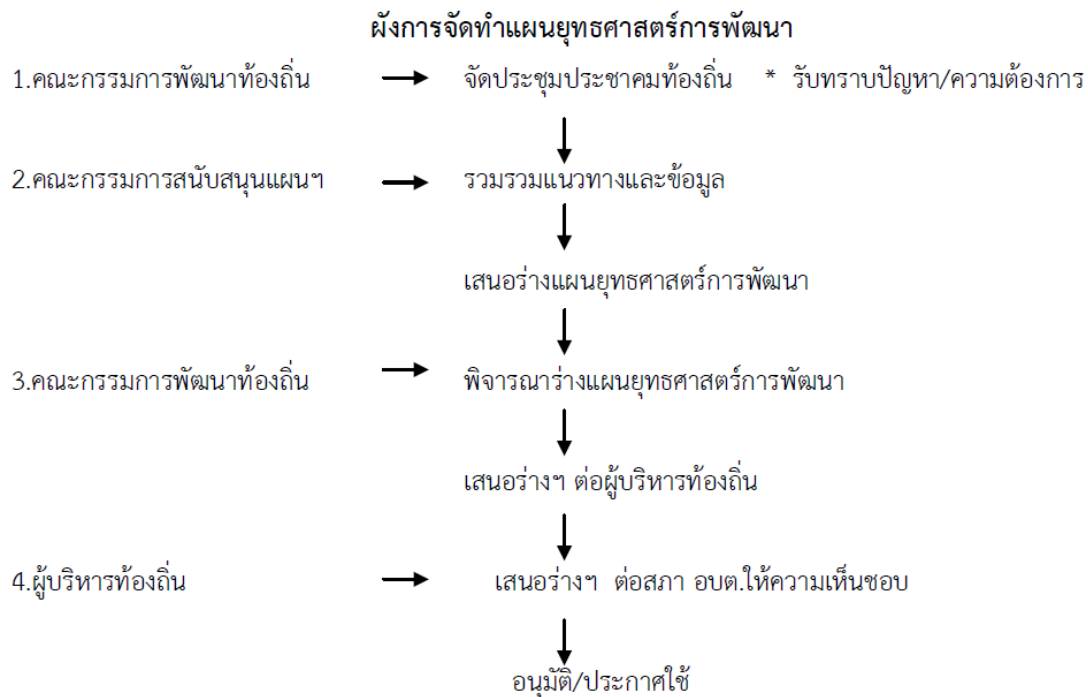 ผังการจัดทำแผนยุทธศาสตร์การพัฒนา
1.คณะกรรมการพัฒนาท้องถิ่น จัดประชุมประชาคมท้องถิ่น * รับทราบปัญหา/ความต้องการ
2.คณะกรรมการสนับสนุนแผนฯ รวมรวมแนวทางและข้อมูล
เสนอร่างแผนยุทธศาสตร์การพัฒนา
3.คณะกรรมการพัฒนาท้องถิ่น พิจารณาร่างแผนยุทธศาสตร์การพัฒนา
เสนอร่างฯ ต่อผู้บริหารท้องถิ่น
4.ผู้บริหารท้องถิ่น เสนอร่างฯ ต่อสภา อบต.ให้ความเห็นชอบ
อนุมัติ/ประกาศใช้